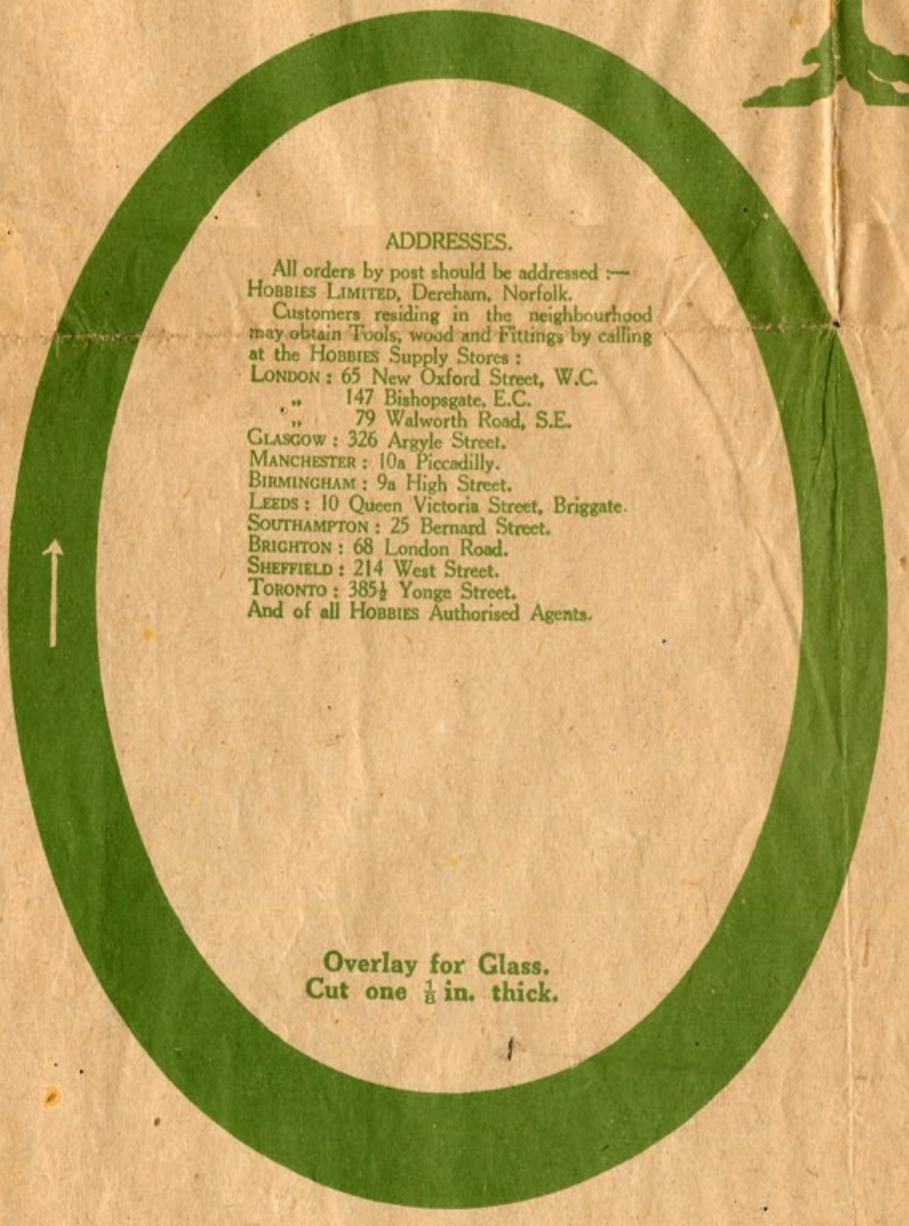 ADDRESSES.
All orders by post should be addressed :—
HOBBIES LIMITED, Dereham, Norfolk.
Customers residing in the neighbourhood
may obtain Tools, wood and Fittings by calling
at the HOBBIES Supply Stores :
LONDON : 65 New Oxford Street, W.C.
„ 147 Bishopsgate, E.C.
„ 79 Walworth Road, S.E.
GLASGOW : 326 Argyle Street.
MANCHESTER : 10a Piccadilly.
BIRMINGHAM : 9a High Street.
LEEDS : 10 Queen Victoria Street, Briggate.
SOUTHAMPTON : 25 Bernard Street.
BRIGHTON : 68 London Road.
SHEFFIELD : 214 West Street.
TORONTO : 385½ Yonge Street.
And of all HOBBIES Authorised Agents.
Overlay for Glass.
Cut one ⅛ in. thick.